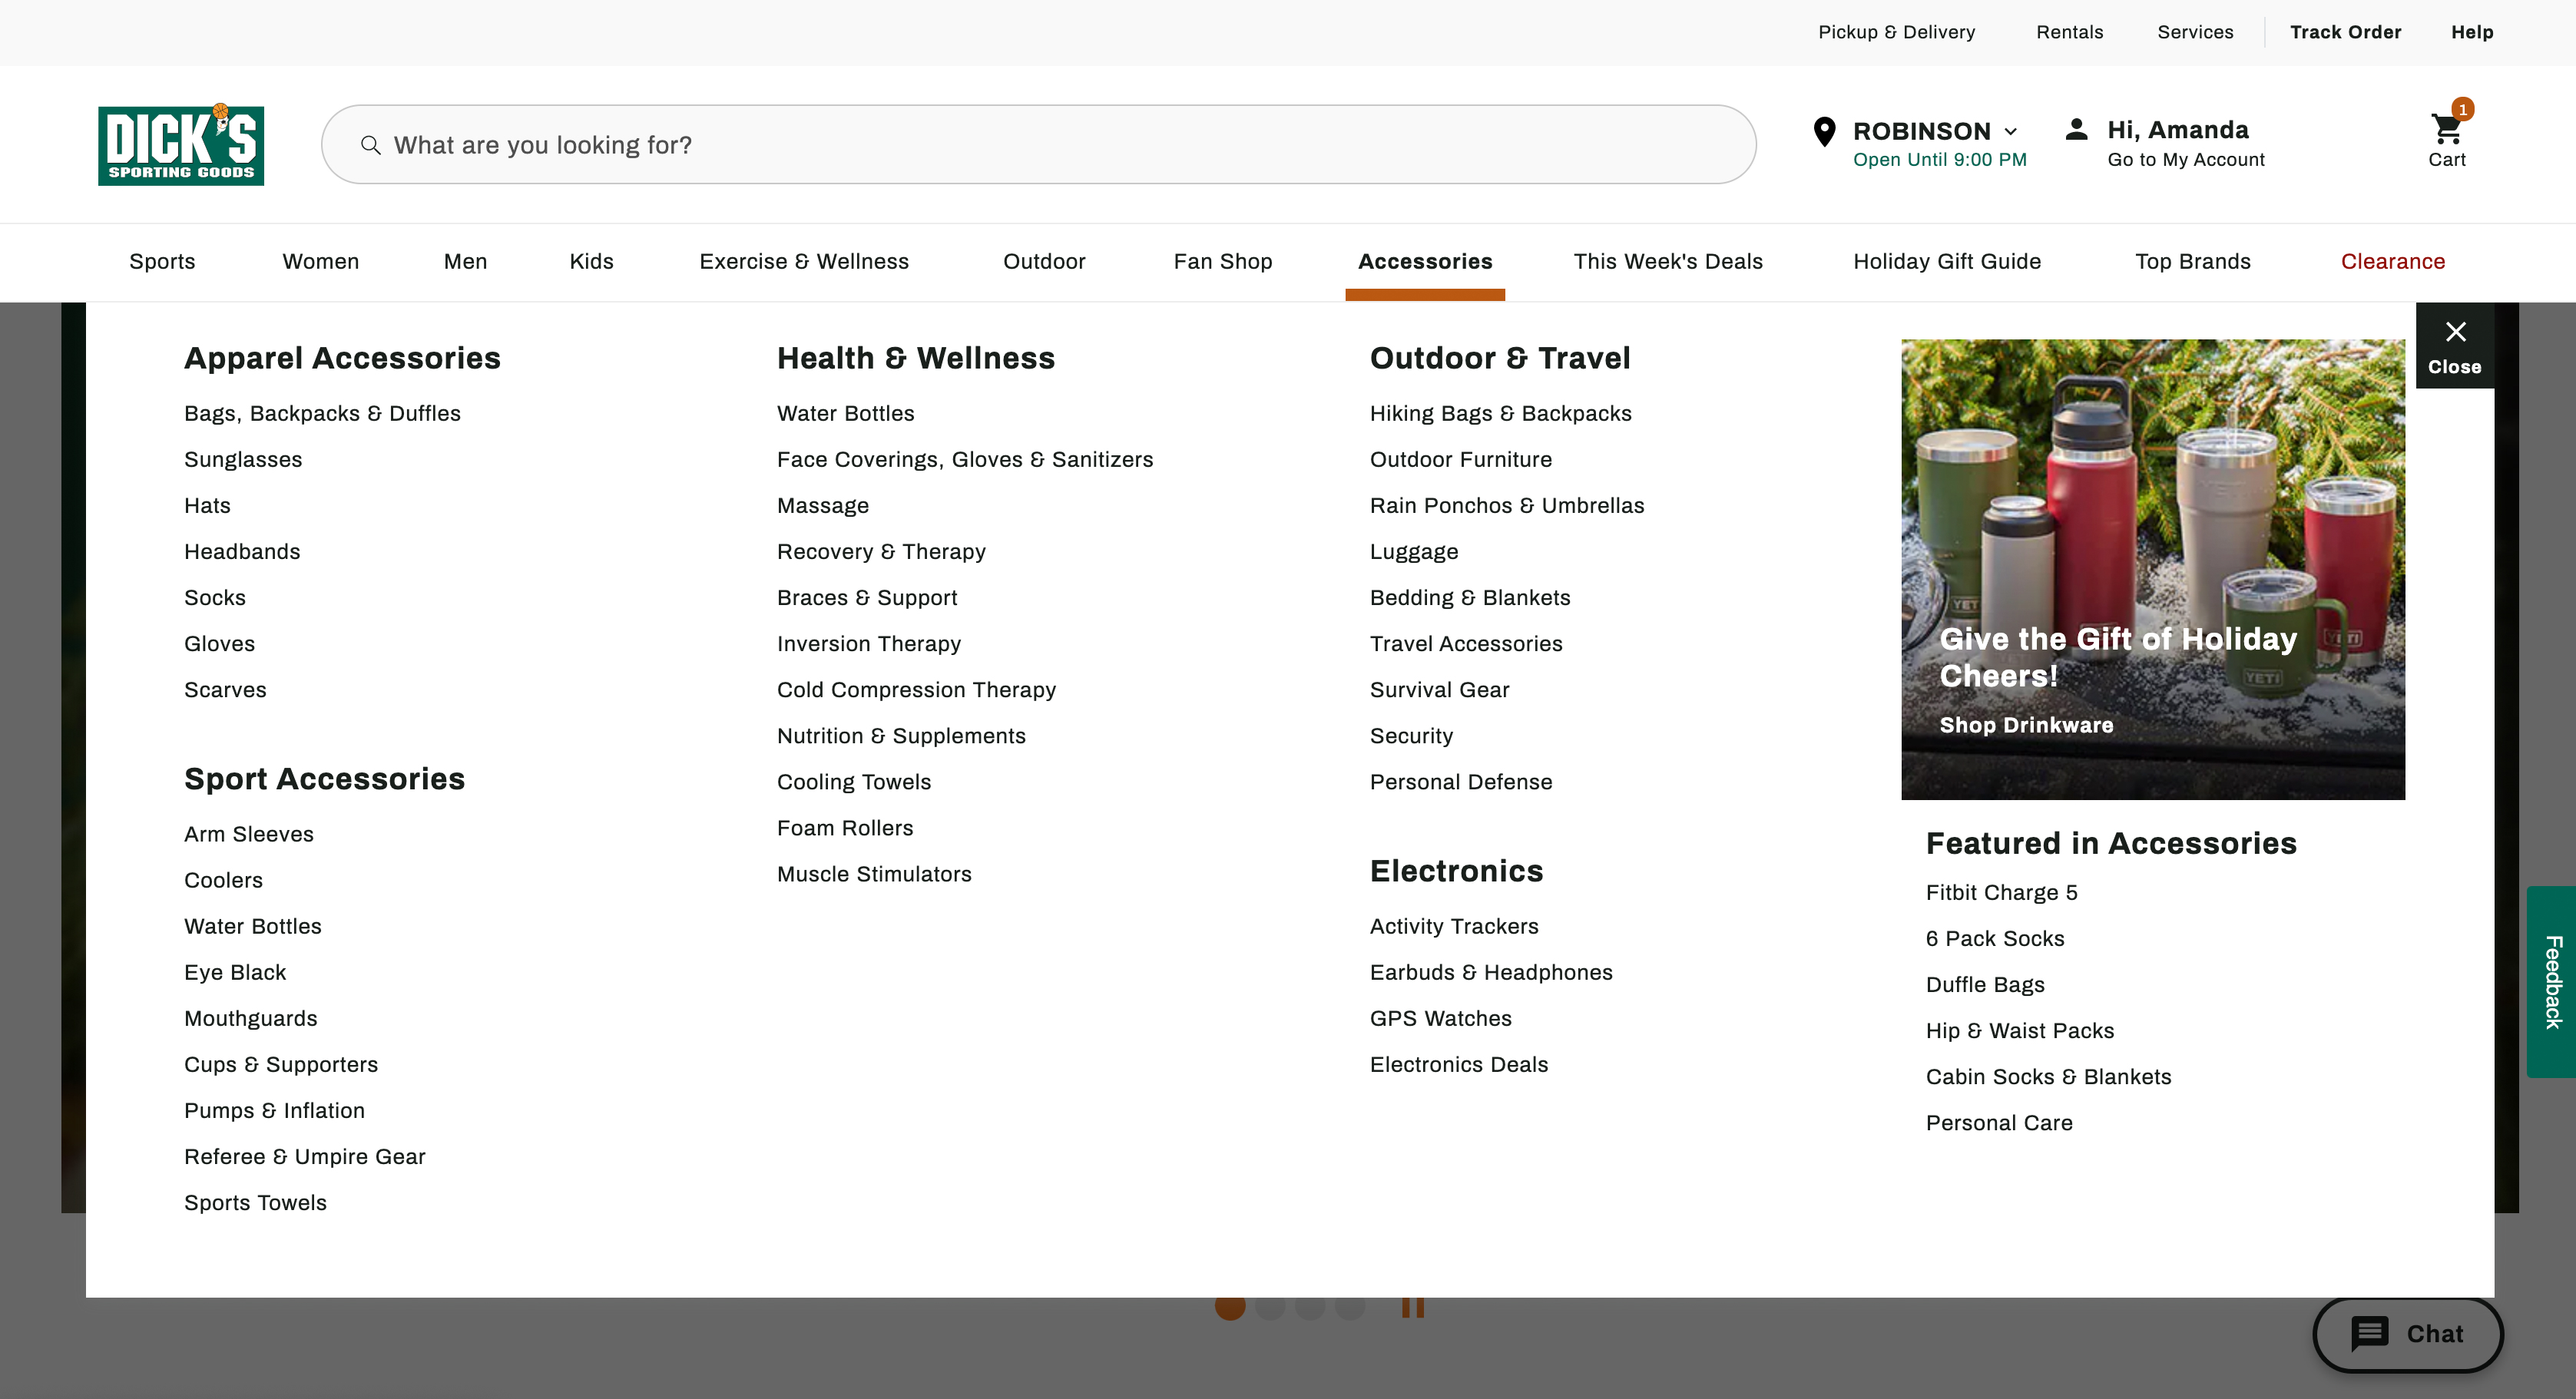 Pickup & Delivery
Rentals
Services
Track Order
Help
DICK'S
SPORTING GOODS
What are you looking for?
ROBINSON
Open Until 9:00 PM
Hi, Amanda
Go to My Account
1
Cart
Sports
Women
Men
Kids
Exercise & Wellness
Outdoor
Fan Shop
Accessories
This Week's Deals
Holiday Gift Guide
Top Brands
Clearance
Apparel Accessories
Bags, Backpacks & Duffles
Sunglasses
Hats
Headbands
Socks
Gloves
Scarves
Sport Accessories
Arm Sleeves
Coolers
Water Bottles
Eye Black
Mouthguards
Cups & Supporters
Pumps & Inflation
Referee & Umpire Gear
Sports Towels
Health & Wellness
Water Bottles
Face Coverings, Gloves & Sanitizers
Massage
Recovery & Therapy
Braces & Support
Inversion Therapy
Cold Compression Therapy
Nutrition & Supplements
Cooling Towels
Foam Rollers
Muscle Stimulators
Outdoor & Travel
Hiking Bags & Backpacks
Outdoor Furniture
Rain Ponchos & Umbrellas
Luggage
Bedding & Blankets
Travel Accessories
Survival Gear
Security
Personal Defense
Electronics
Activity Trackers
Earbuds & Headphones
GPS Watches
Electronics Deals
Close
YETI
YETI
YETI
YETI
Give the Gift of Holiday
Cheers!
Shop Drinkware
Featured in Accessories
Fitbit Charge 5
6 Pack Socks
Duffle Bags
Hip & Waist Packs
Cabin Socks & Blankets
Personal Care
Feedback
Chat